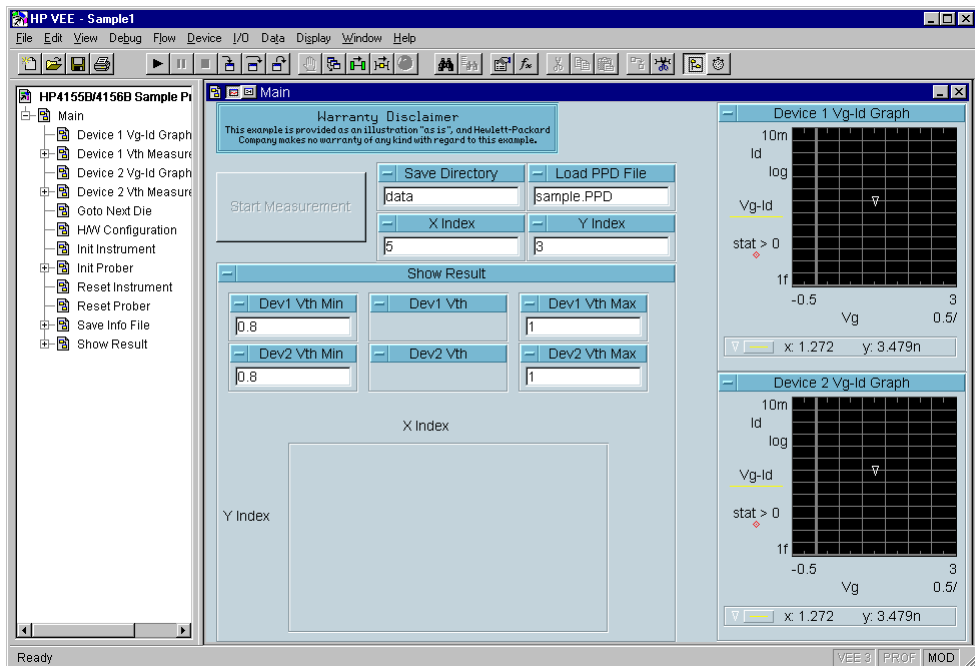 HP VEE - Sample1
File Edit View Debug Flow Device I/O Data Display Window Help
HP4155B/4156B Sample Pr
Main
Device 1 Vg-Id Graph
Device 1 Vth Measure
Device 2 Vg-Id Graph
Device 2 Vth Measure
Goto Next Die
H/W Configuration
Init Instrument
Init Prober
Reset Instrument
Reset Prober
Save Info File
Show Result
Main
Warranty Disclaimer
This example is provided as an illustration "as is", and Hewlett-Packard
Company makes no warranty of any kind with regard to this example.
Start Measurement
Save Directory
data
Load PPD File
sample.PPD
X Index
5
Y Index
3
Show Result
Dev1 Vth Min
0.8
Dev1 Vth
Dev1 Vth Max
1
Dev2 Vth Min
0.8
Dev2 Vth
Dev2 Vth Max
1
X Index
Y Index
Device 1 Vg-Id Graph
10m
Id
log
Vg-Id
stat > 0
1f
-0.5 3
Vg 0.5/
x: 1.272 y: 3.479n
Device 2 Vg-Id Graph
10m
Id
log
Vg-Id
stat > 0
1f
-0.5 3
Vg 0.5/
x: 1.272 y: 3.479n
Ready
VEE 3 PROF MOD